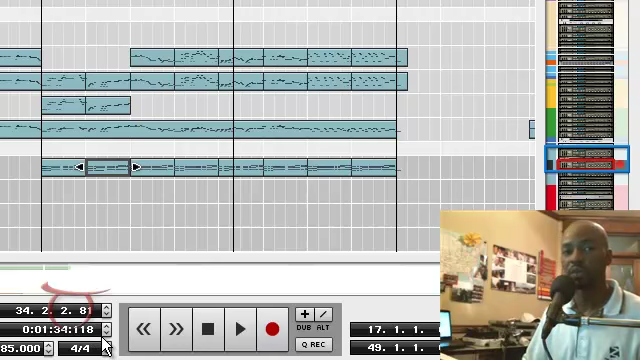 34. 2. 2. 81
0:01:34:118
85.000
4/4
DUB ALT
Q REC
17. 1. 1.
49. 1. 1.